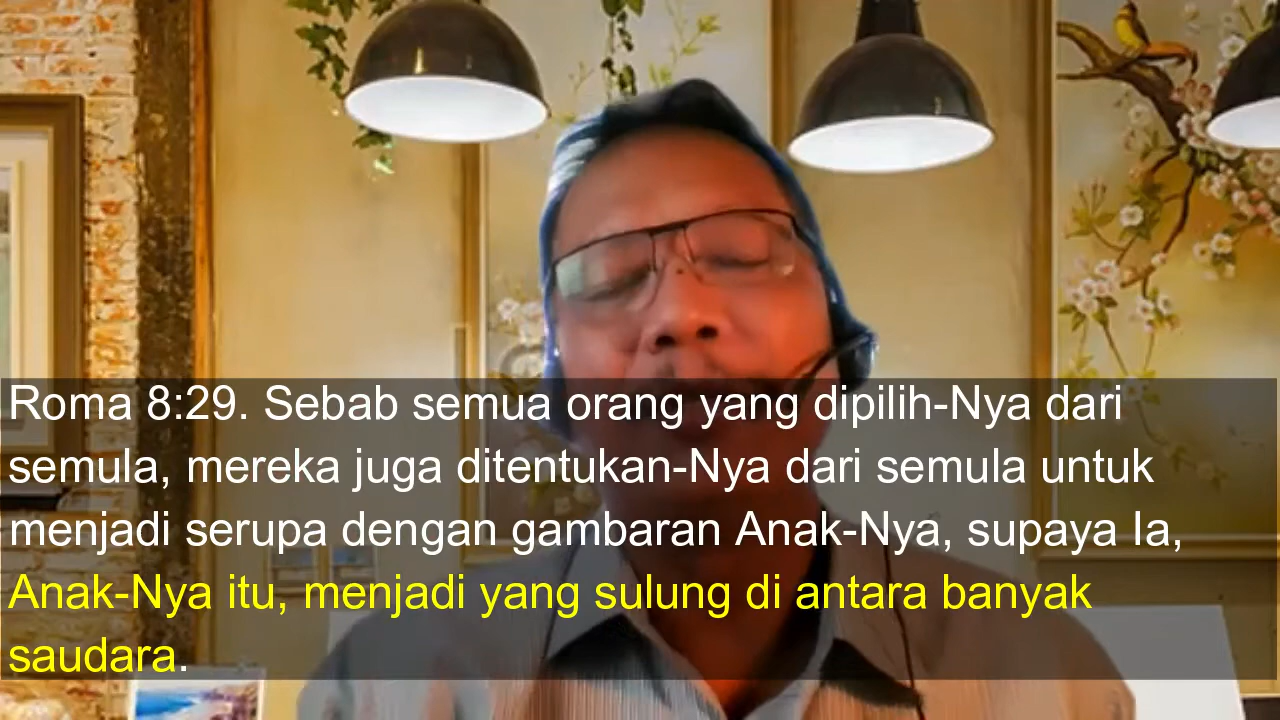 Roma 8:29. Sebab semua orang yang dipilih-Nya dari
semula, mereka juga ditentukan-Nya dari semula untuk
menjadi serupa dengan gambaran Anak-Nya, supaya Ia,
Anak-Nya itu, menjadi yang sulung di antara banyak
saudara.